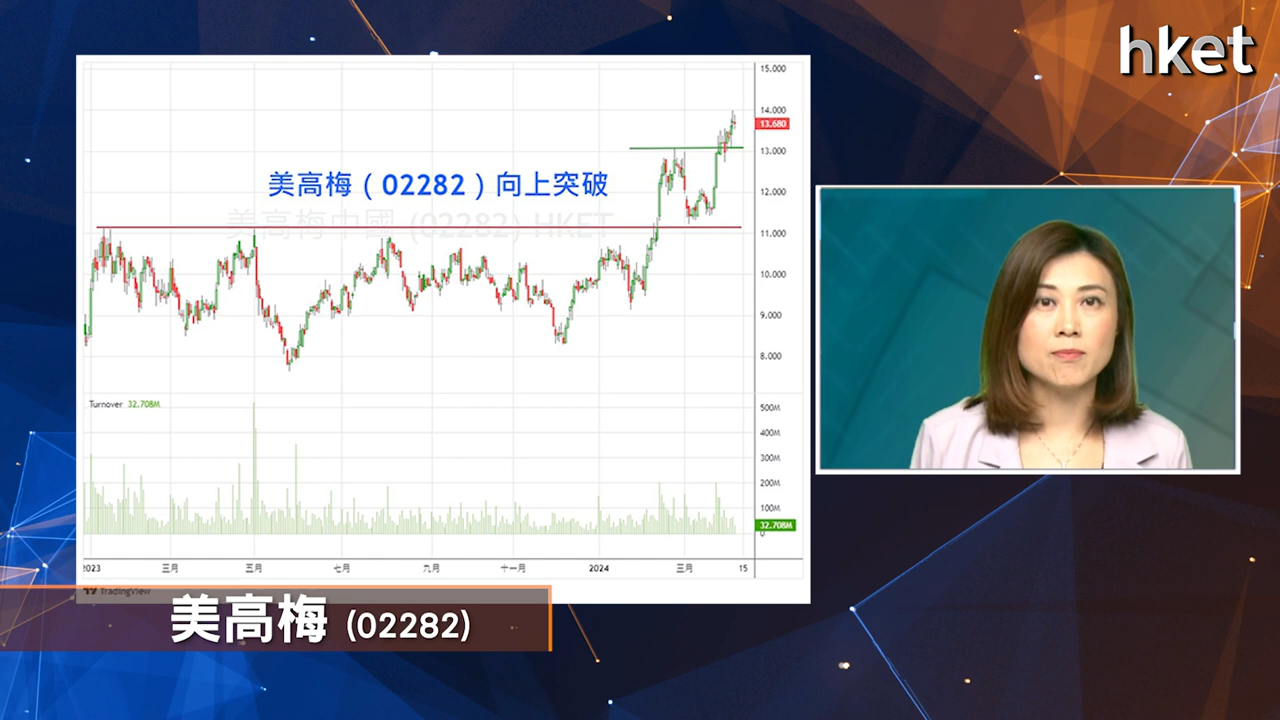 hket
15.000
14.000
13.680
13.000
12.000
11.000
10.000
9.000
8.000
美高梅（02282）向上突破
美高梅中國 (02282) HKET
Turnover 32.708M
500M
400M
300M
200M
100M
32.708M
0
2023 三月 五月 七月 九月 十一月 2024 三月 15
TradingView
美高梅 (02282)